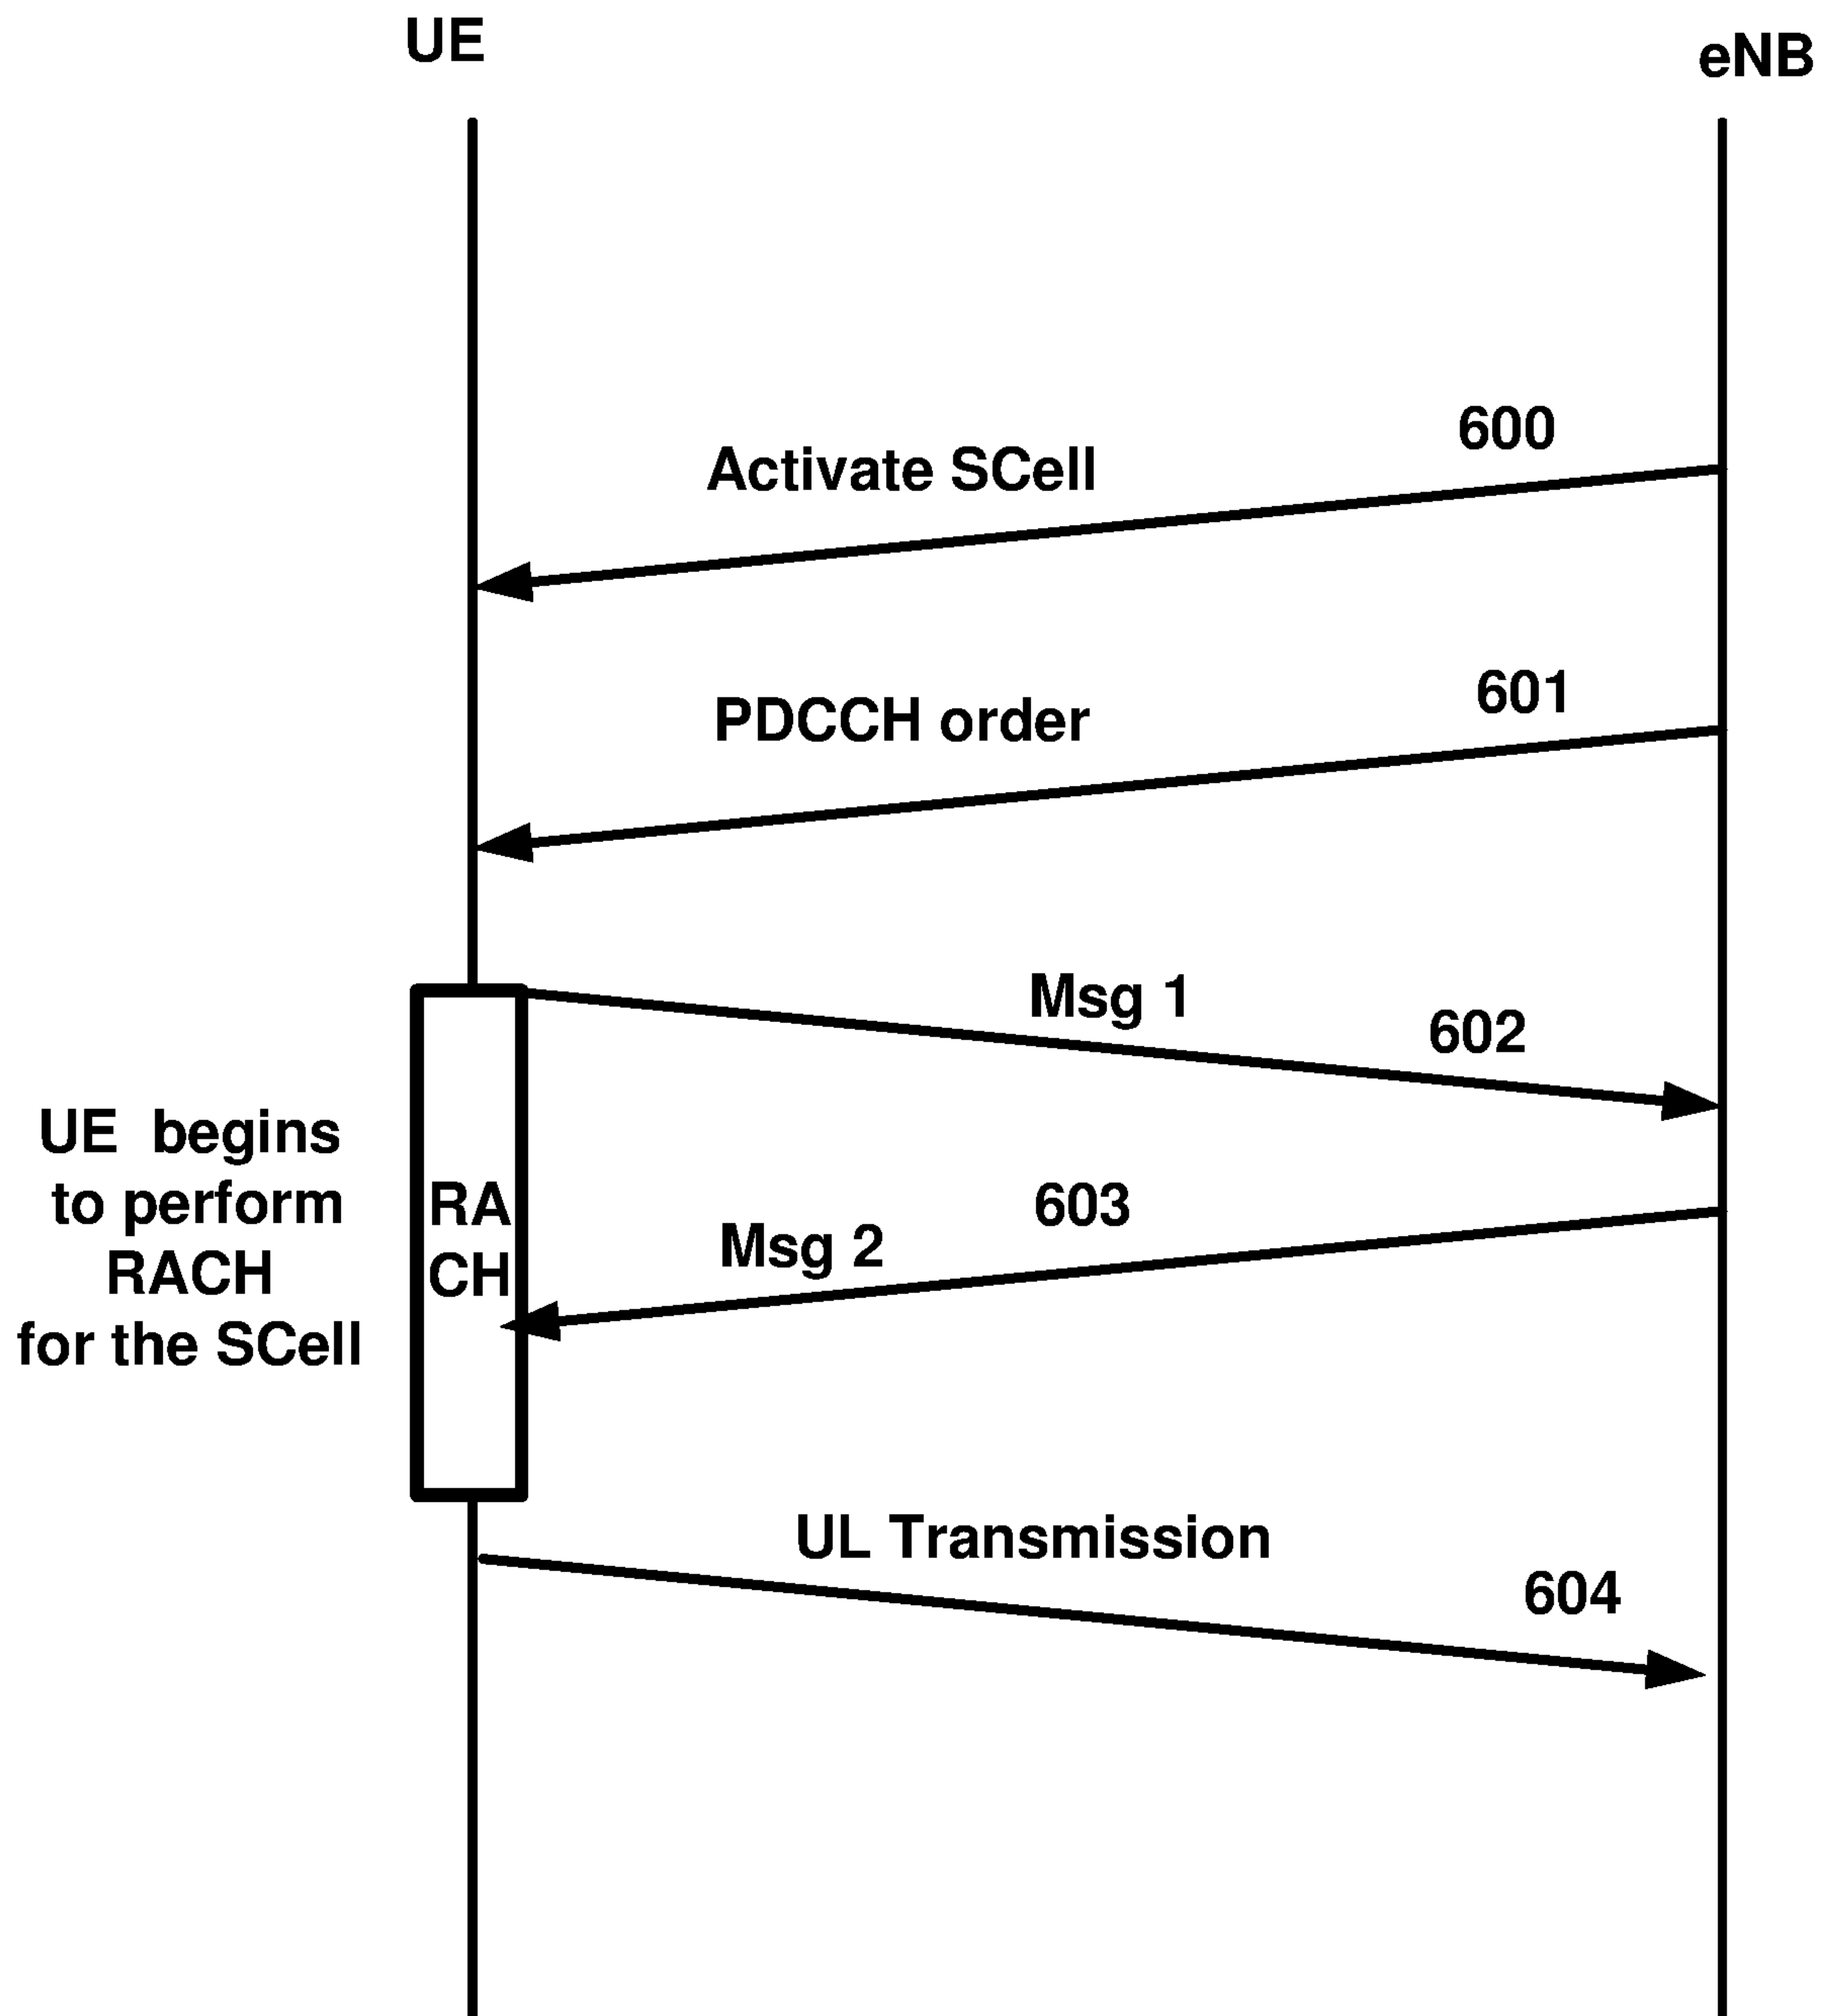 UE
eNB
600
Activate SCell
601
PDCCH order
Msg 1
602
UE begins
to perform
RACH
for the SCell
RA
CH
603
Msg 2
UL Transmission
604